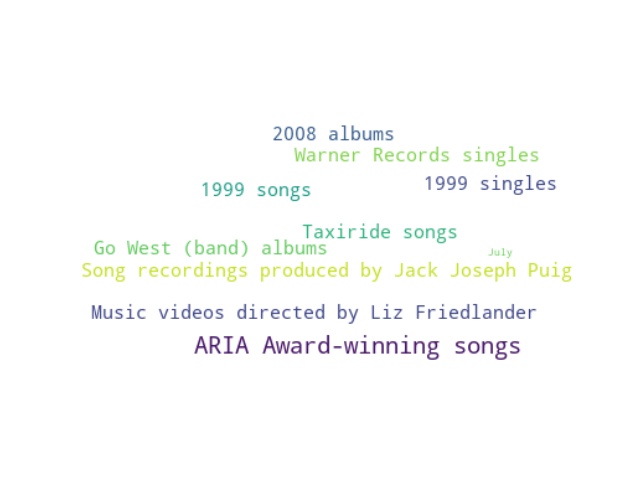 2008 albums
Warner Records singles
1999 singles
1999 songs
Taxiride songs
Go West (band) albums
July
Song recordings produced by Jack Joseph Puig
Music videos directed by Liz Friedlander
ARIA Award-winning songs